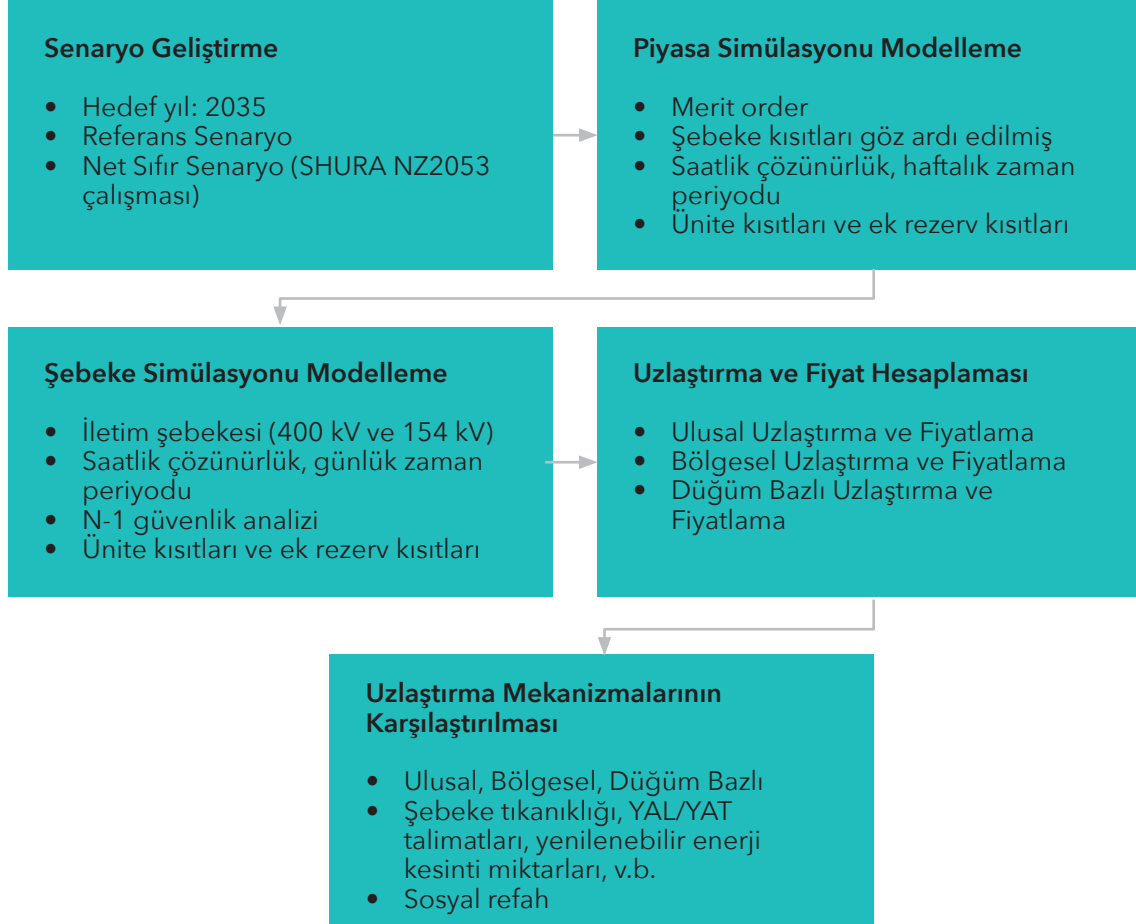 Senaryo Geliştirme
• Hedef yıl: 2035
• Referans Senaryo
• Net Sıfır Senaryo (SHURA NZ2053
çalışması)
Piyasa Simülasyonu Modelleme
• Merit order
• Şebeke kısıtları göz ardı edilmiş
• Saatlik çözünürlük, haftalık zaman
periyodu
• Ünite kısıtları ve ek rezerv kısıtları
Şebeke Simülasyonu Modelleme
• İletim şebekesi (400 kV ve 154 kV)
• Saatlik çözünürlük, günlük zaman
periyodu
• N-1 güvenlik analizi
• Ünite kısıtları ve ek rezerv kısıtları
Uzlaştırma ve Fiyat Hesaplaması
• Ulusal Uzlaştırma ve Fiyatlama
• Bölgesel Uzlaştırma ve Fiyatlama
• Düğüm Bazlı Uzlaştırma ve
Fiyatlama
Uzlaştırma Mekanizmalarının
Karşılaştırılması
• Ulusal, Bölgesel, Düğüm Bazlı
• Şebeke tıkanıklığı, YAL/YAT
talimatları, yenilenebilir enerji
kesinti miktarları, v.b.
• Sosyal refah